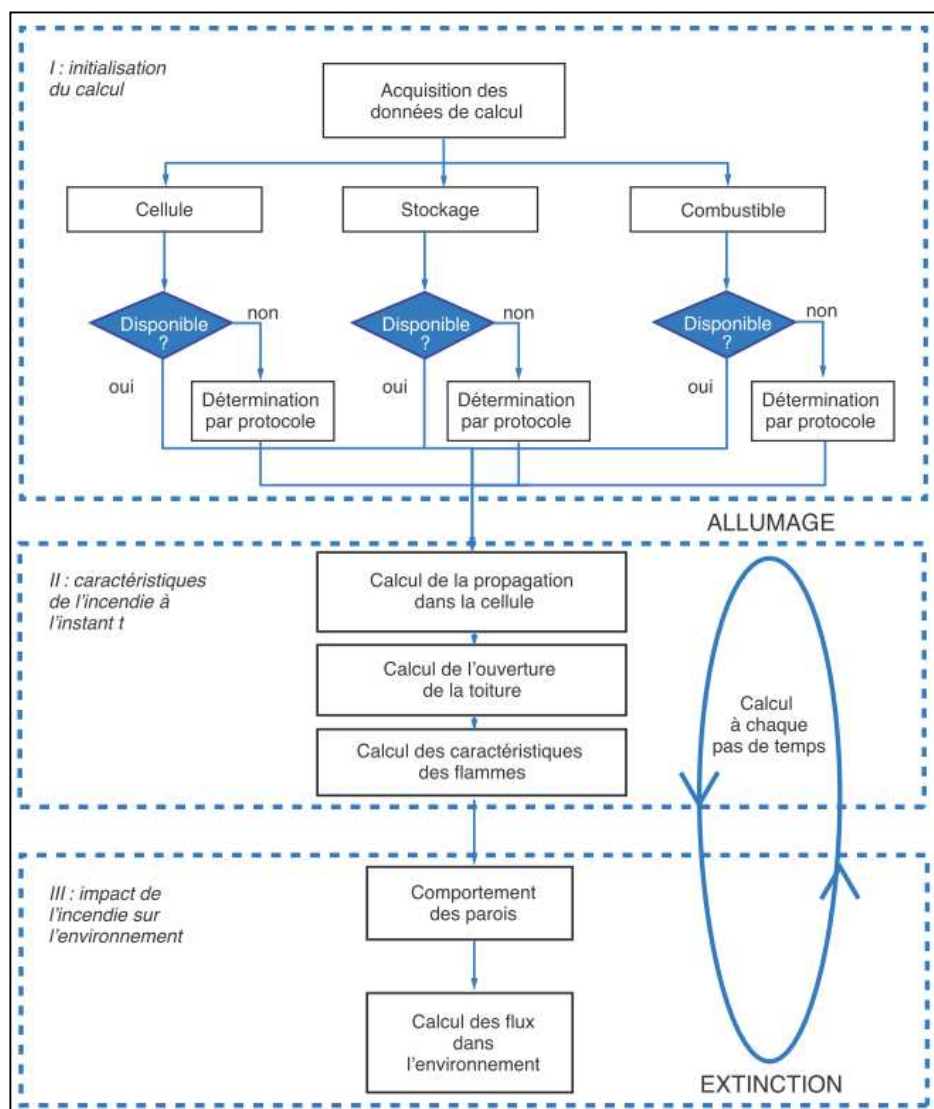 I : initialisation
du calcul
Acquisition des
données de calcul
Cellule
Stockage
Combustible
Disponible
?
non
oui
Détermination
par protocole
Disponible
?
non
oui
Détermination
par protocole
Disponible
?
non
oui
Détermination
par protocole
ALLUMAGE
II : caractéristiques
de l'incendie à
l'instant t
Calcul de la propagation
dans la cellule
Calcul de l'ouverture
de la toiture
Calcul des caractéristiques
des flammes
Calcul
à chaque
pas de temps
III : impact de
l'incendie sur
l'environnement
Comportement
des parois
Calcul des flux
dans
l'environnement
EXTINCTION